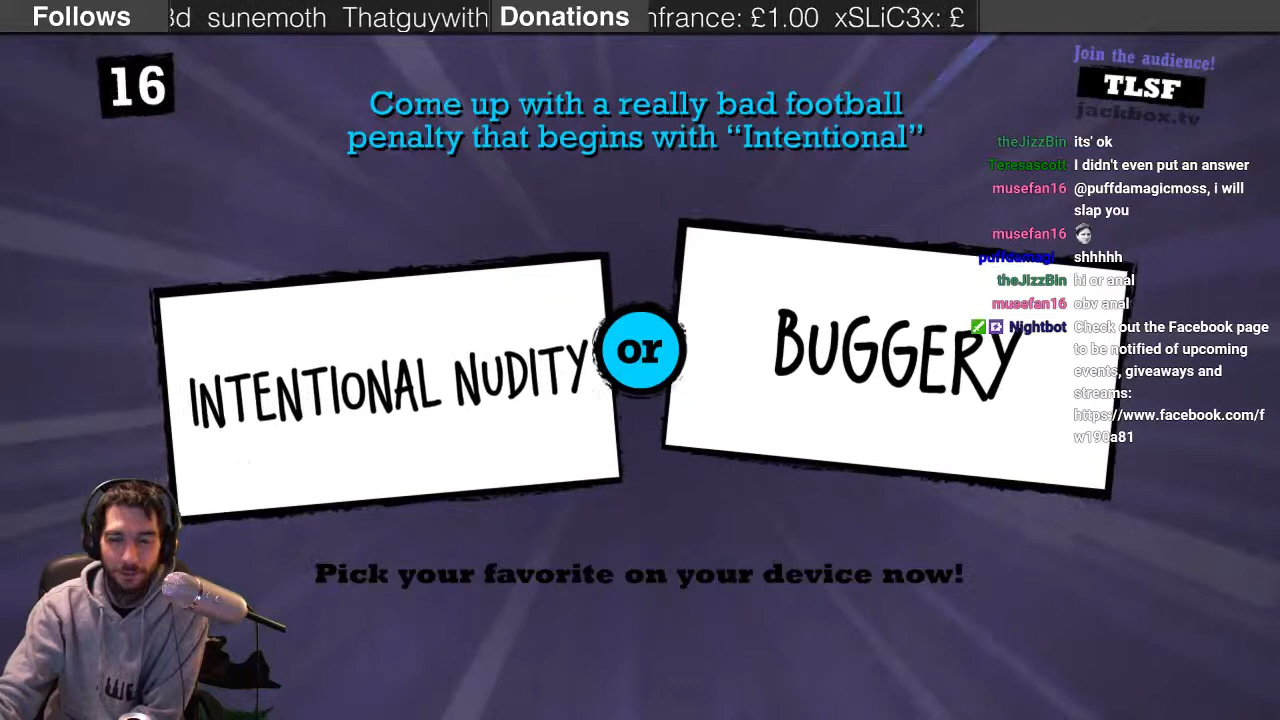 Follows
3d sunemoth Thatguywith
Donations
nfrance: £1.00 xSLiC3x: £
16
Come up with a really bad football
penalty that begins with “Intentional”
Join the audience!
TLSF
jackbox.tv
INTENTIONAL NUDITY
or
BUGGERY
Pick your favorite on your device now!
theJizzBin its' ok
Teresascott I didn't even put an answer
musefan16 @puffdamagicmoss, i will
slap you
musefan16
puffdamagi shhhhh
theJizzBin hi or anal
musefan16 obv anal
Nightbot Check out the Facebook page
to be notified of upcoming
events, giveaways and
streams:
https://www.facebook.com/f
w190a81